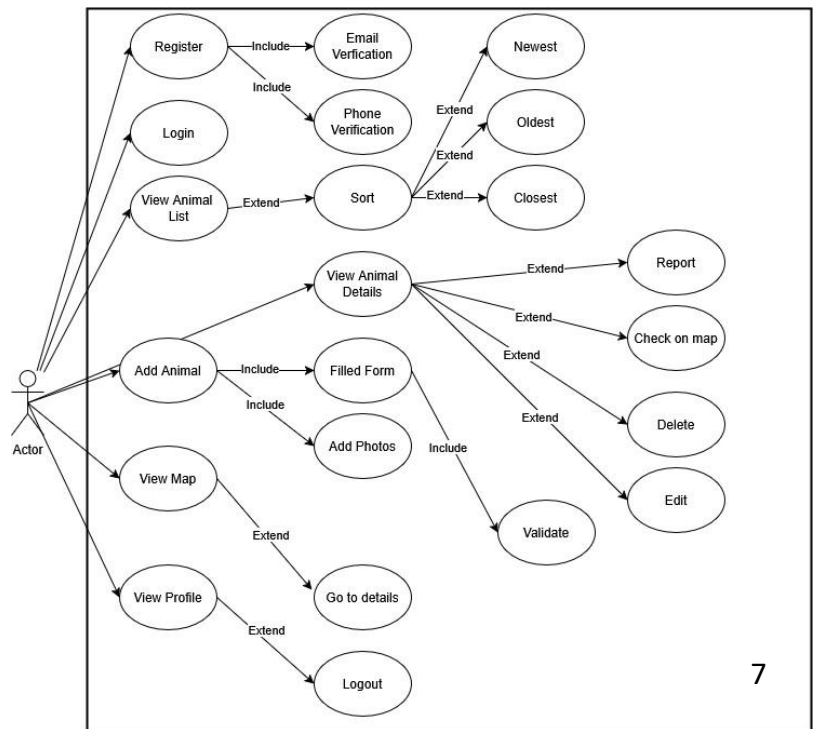 Register
Include
Email
Verfication
Include
Phone
Verification
Login
View Animal
List
Extend
Sort
Extend
Newest
Extend
Oldest
Extend
Closest
View Animal
Details
Extend
Report
Extend
Check on map
Extend
Delete
Extend
Edit
Actor
Add Animal
Include
Filled Form
Include
Add Photos
Include
Validate
View Map
Extend
Go to details
View Profile
Extend
Logout
7